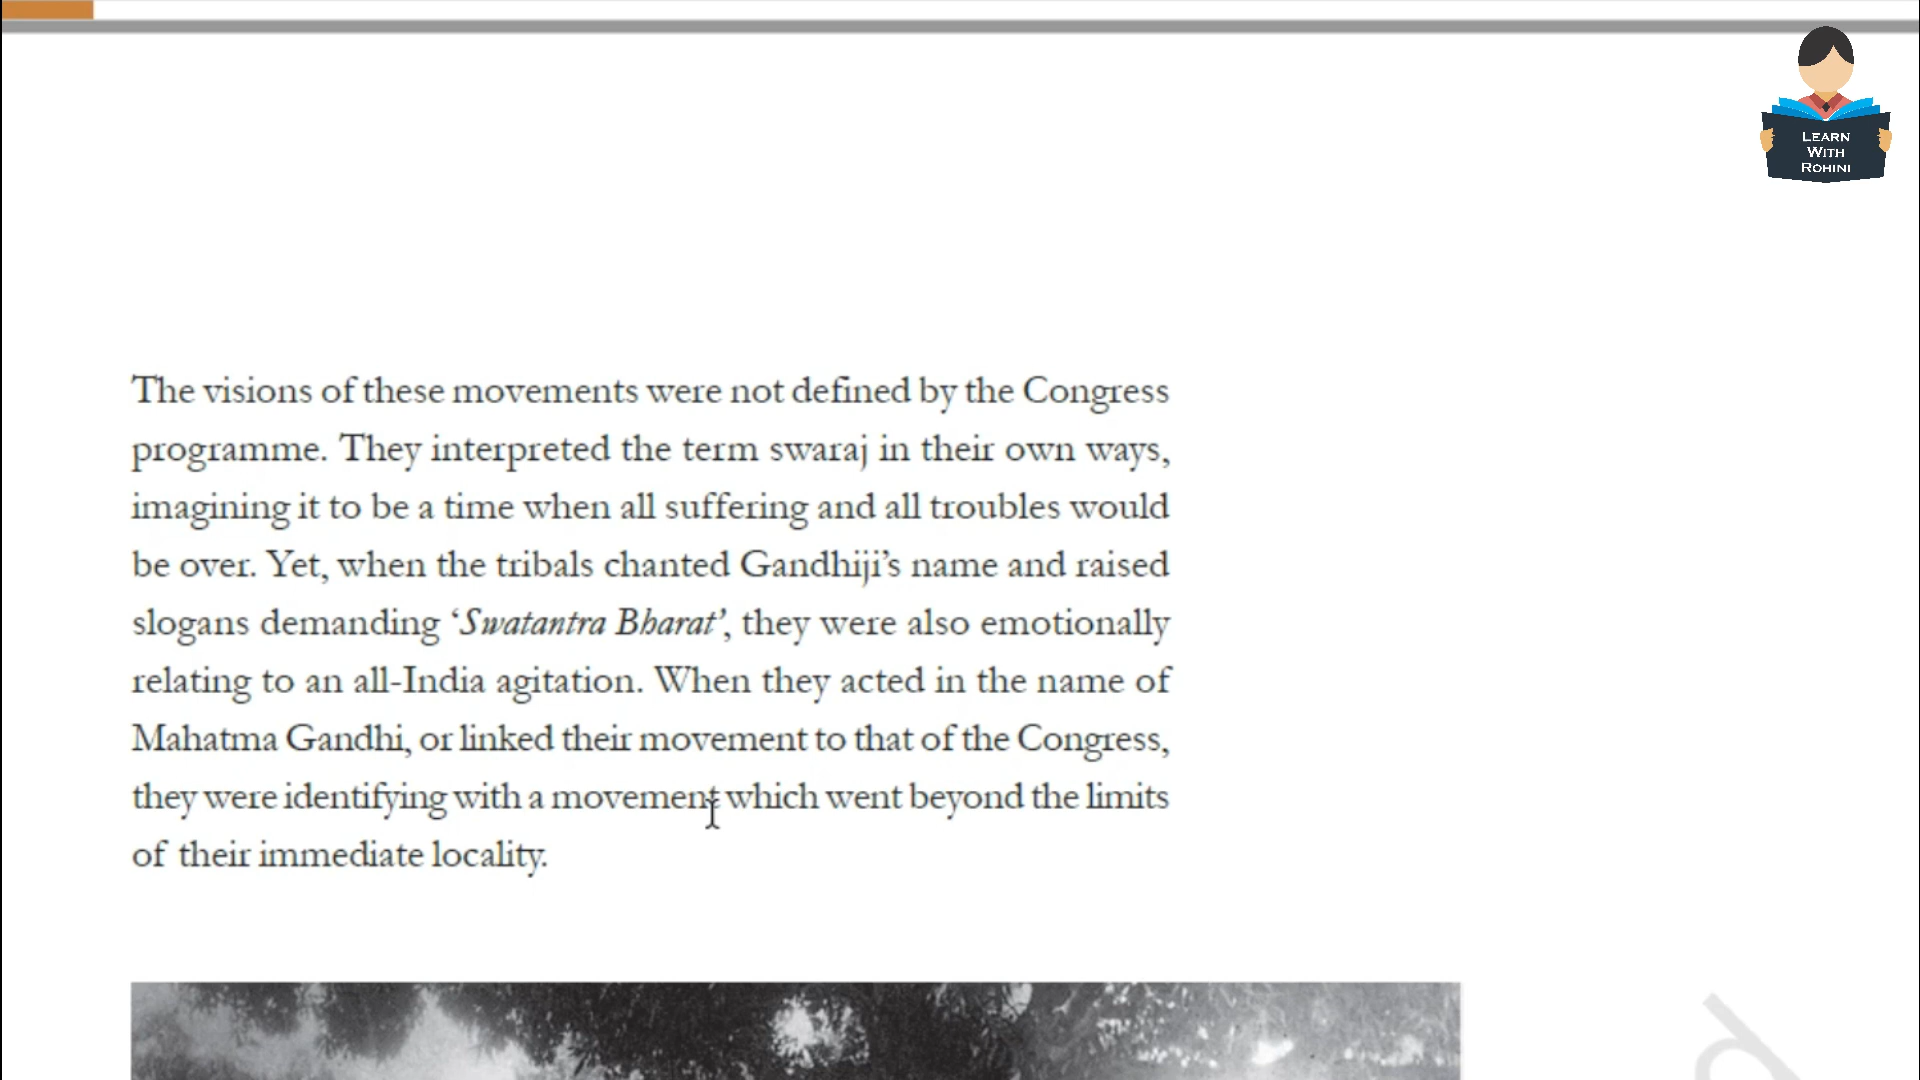 LEARN
WITH
ROHINI
The visions of these movements were not defined by the Congress
programme. They interpreted the term swaraj in their own ways,
imagining it to be a time when all suffering and all troubles would
be over. Yet, when the tribals chanted Gandhiji’s name and raised
slogans demanding ‘Swatantra Bharat’, they were also emotionally
relating to an all-India agitation. When they acted in the name of
Mahatma Gandhi, or linked their movement to that of the Congress,
they were identifying with a movement which went beyond the limits
of their immediate locality.